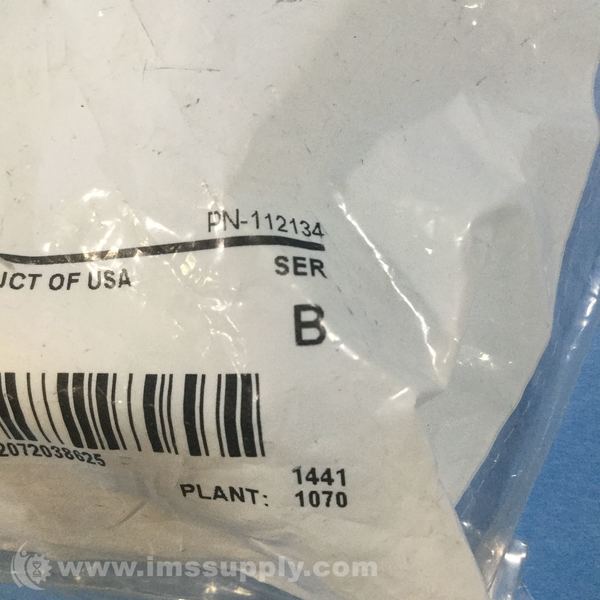 PN-112134
UCT OF USA
SER
B
2072038625
1441
PLANT: 1070
www.imssupply.com